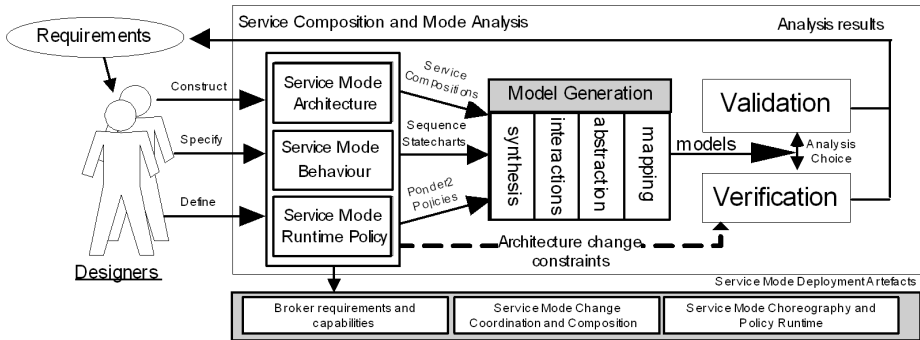 Service Composition and Mode Analysis
Analysis results
Requirements
Construct
Specify
Define
Designers
Service Mode
Architecture
Service Mode
Behaviour
Service Mode
Runtime Policy
Service
Compositions
Sequence
Statecharts
Ponder2
Policies
Model Generation
synthesis
interactions
abstraction
mapping
models
Validation
Analysis
Choice
Verification
Architecture change
constraints
Service Mode Deployment Artefacts
Broker requirements and
capabilities
Service Mode Change
Coordination and Composition
Service Mode Choreography and
Policy Runtime